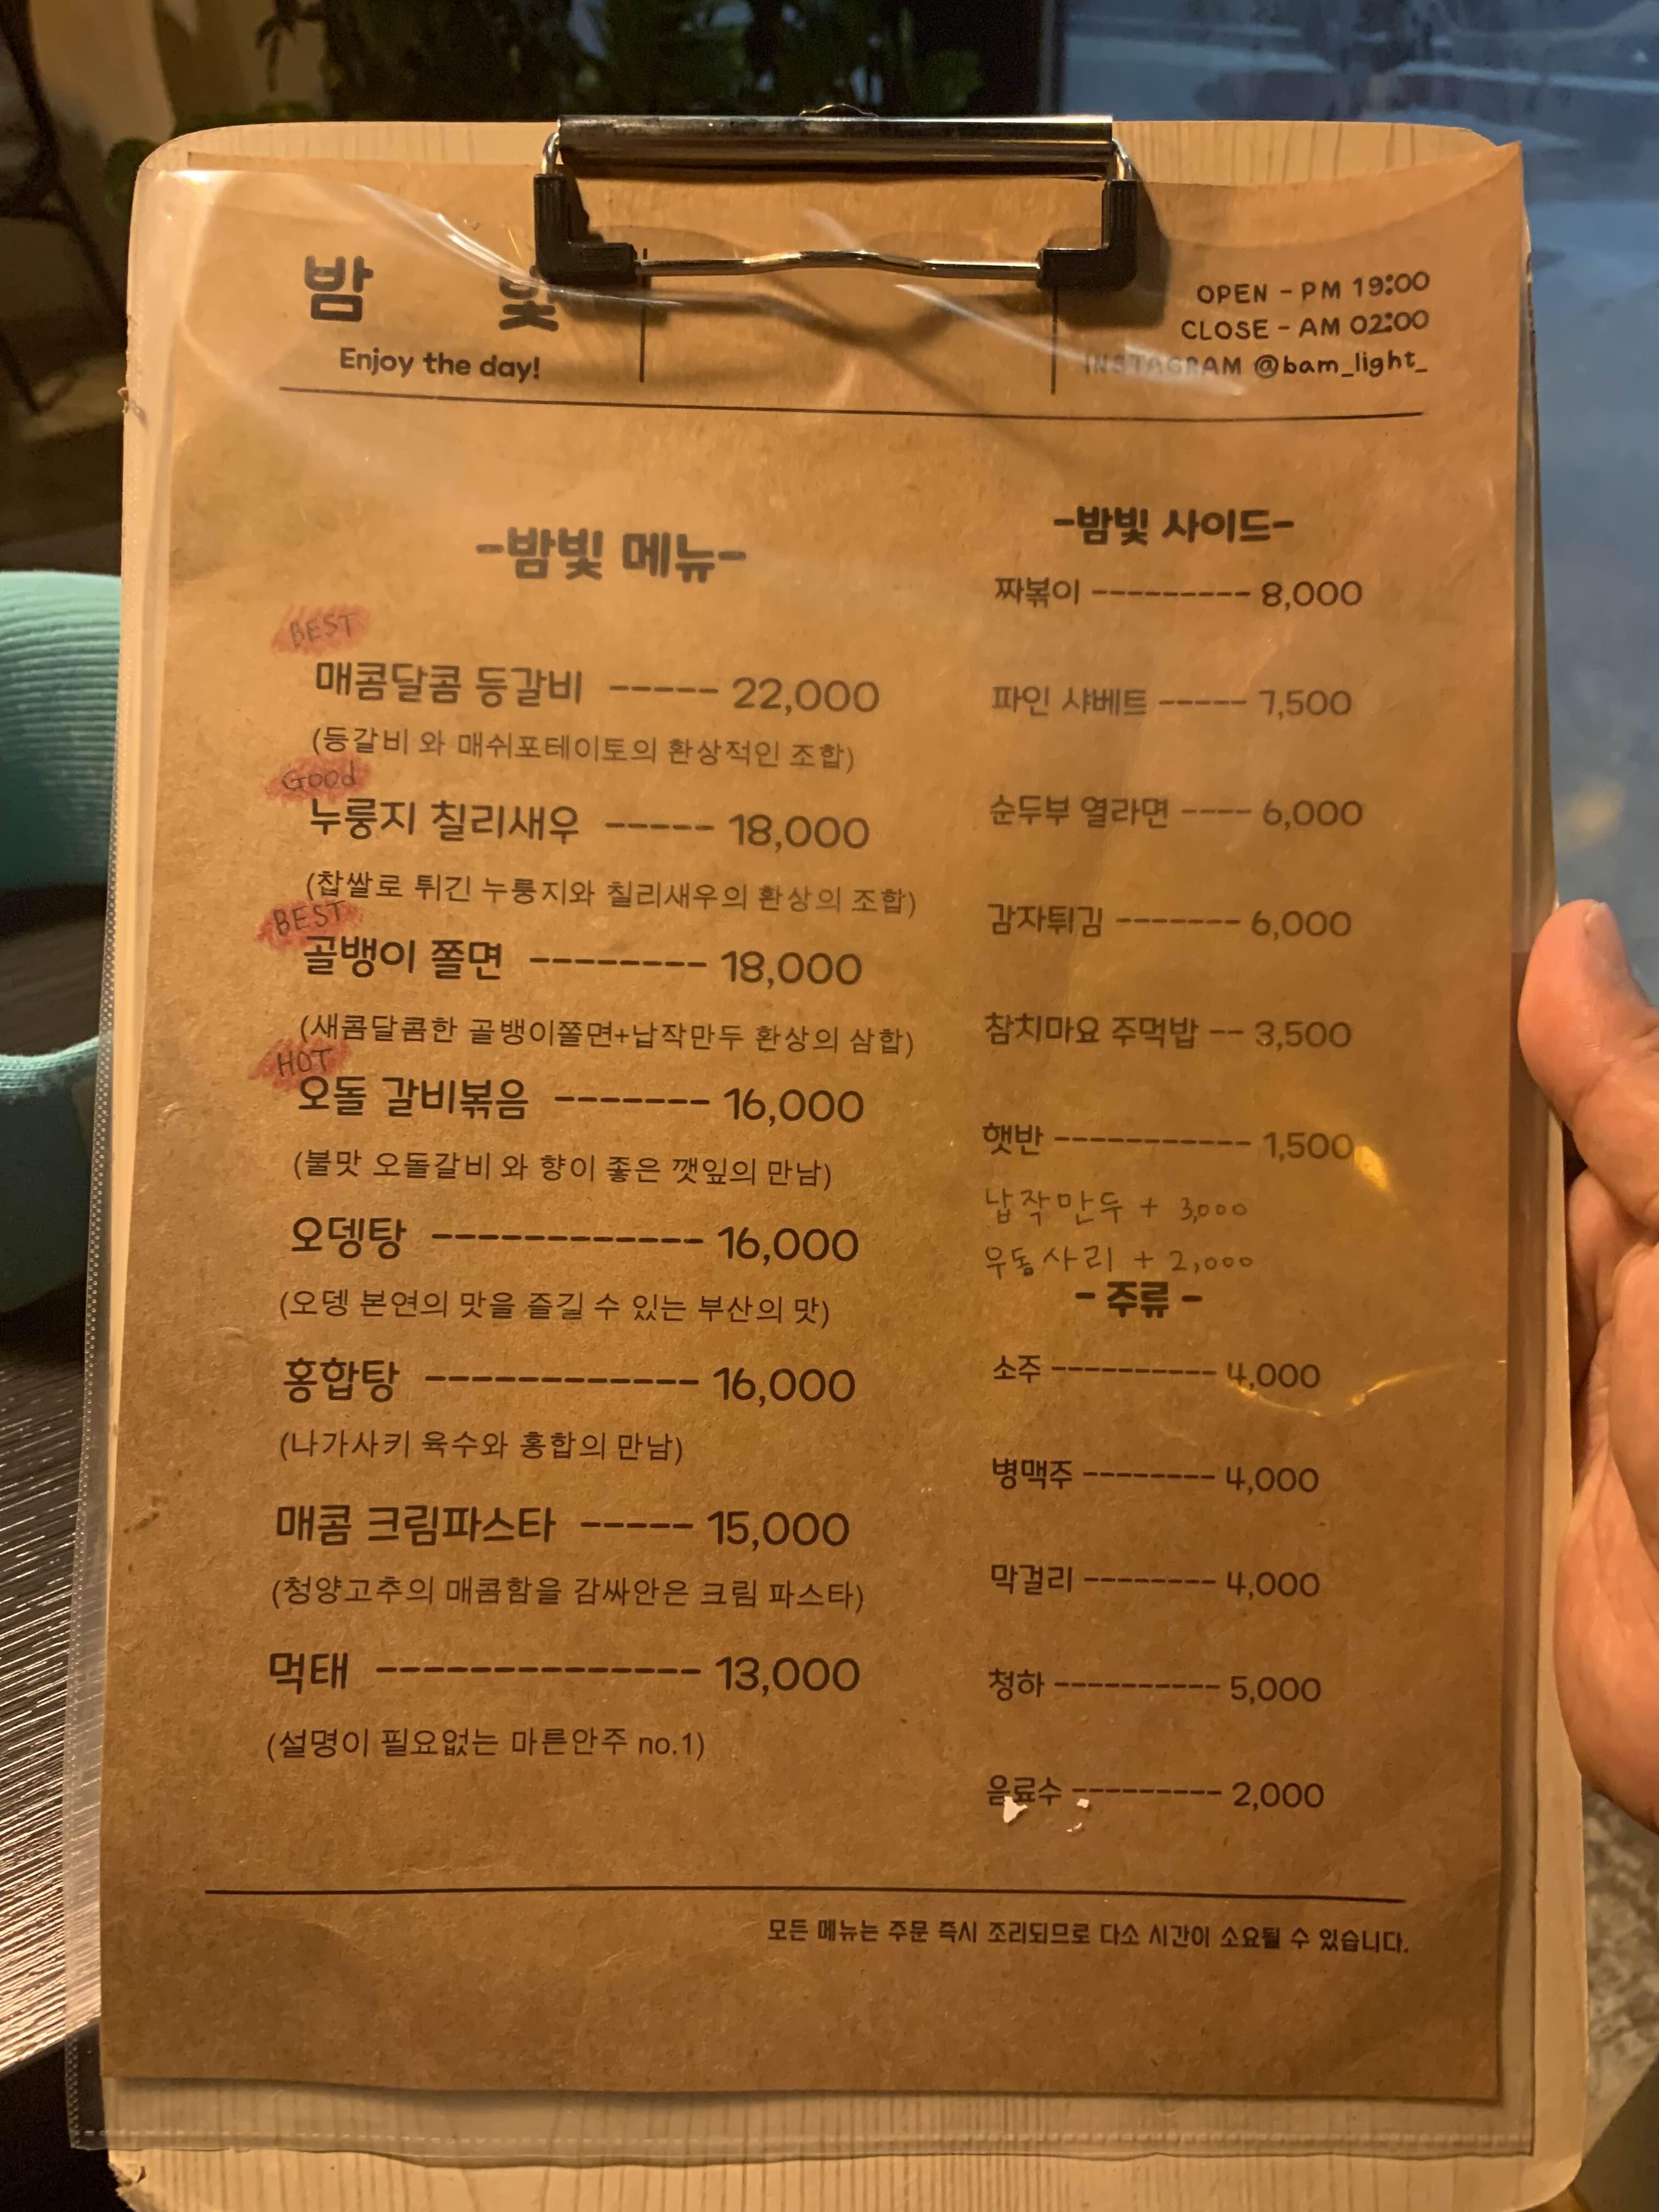 밤 빛
Enjoy the day!
OPEN - PM 19:00
CLOSE - AM 02:00
INSTAGRAM @bam_light_
-밤빛 메뉴-
BEST
매콤달콤 등갈비 ----- 22,000
(등갈비 와 매쉬포테이토의 환상적인 조합)
Good
누룽지 칠리새우 ----- 18,000
(찹쌀로 튀긴 누룽지와 칠리새우의 환상의 조합)
BEST
골뱅이 쫄면 -------- 18,000
(새콤달콤한 골뱅이쫄면+납작만두 환상의 삼합)
HOT
오돌 갈비볶음 ------- 16,000
(불맛 오돌갈비 와 향이 좋은 깻잎의 만남)
오뎅탕 ------------ 16,000
(오뎅 본연의 맛을 즐길 수 있는 부산의 맛)
홍합탕 ------------ 16,000
(나가사키 육수와 홍합의 만남)
매콤 크림파스타 ----- 15,000
(청양고추의 매콤함을 감싸안은 크림 파스타)
먹태 -------------- 13,000
(설명이 필요없는 마른안주 no.1)
-밤빛 사이드-
짜볶이 --------- 8,000
파인 샤베트 ----- 7,500
순두부 열라면 ---- 6,000
감자튀김 ------- 6,000
참치마요 주먹밥 -- 3,500
햇반 ----------- 1,500
납작만두 + 3,000
우동사리 + 2,000
- 주류 -
소주 ---------- 4,000
병맥주 -------- 4,000
막걸리 -------- 4,000
청하 ---------- 5,000
음료수 --------- 2,000
모든 메뉴는 주문 즉시 조리되므로 다소 시간이 소요될 수 있습니다.